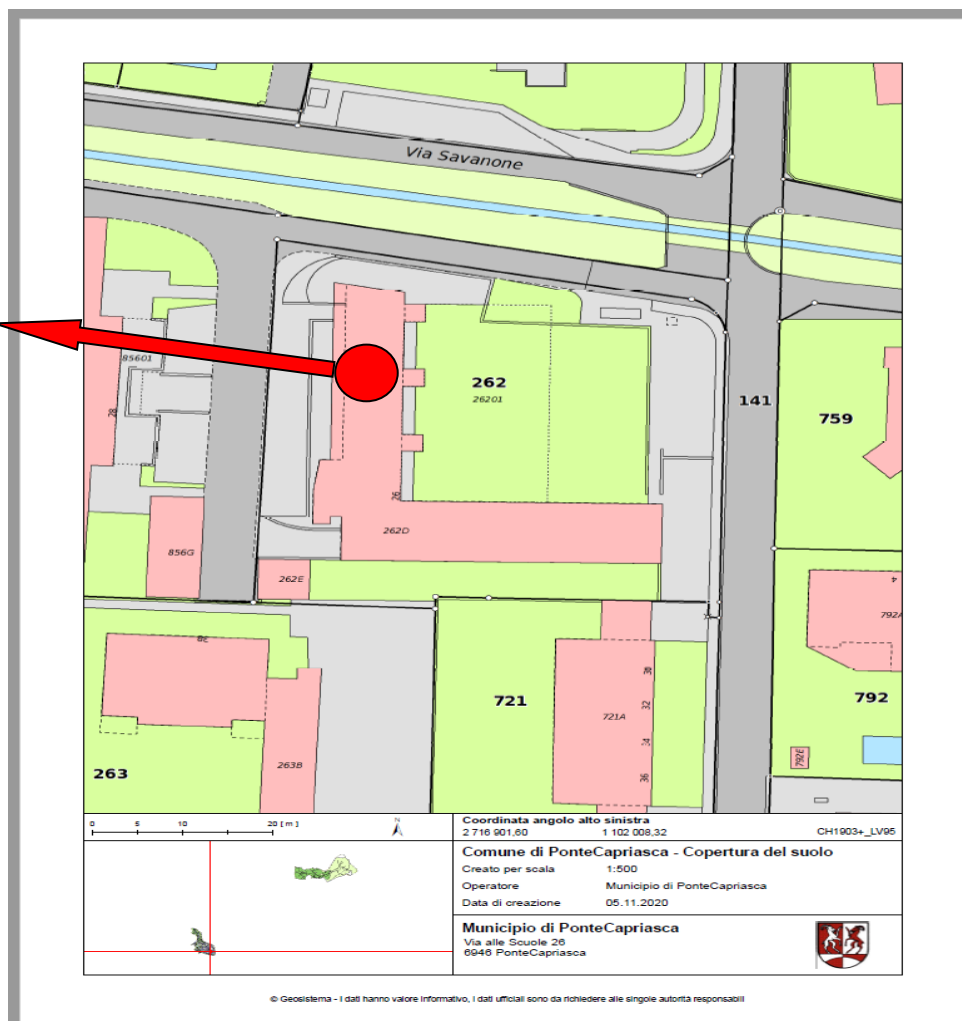 Via Savanone
85601
28
262
26201
141
759
26
262D
856G
262E
4
792A
38
721
721A
30
32
34
36
792
792E
263
263B
0 5 10 20 [ m ]
N
Coordinata angolo alto sinistra
2 716 901,60 1 102 008,32 CH1903+_LV95
Comune di PonteCapriasca - Copertura del suolo
Creato per scala 1:500
Operatore Municipio di PonteCapriasca
Data di creazione 05.11.2020
Municipio di PonteCapriasca
Via alle Scuole 26
6946 PonteCapriasca
© Geosistema - I dati hanno valore informativo, i dati ufficiali sono da richiedere alle singole autorità responsabili